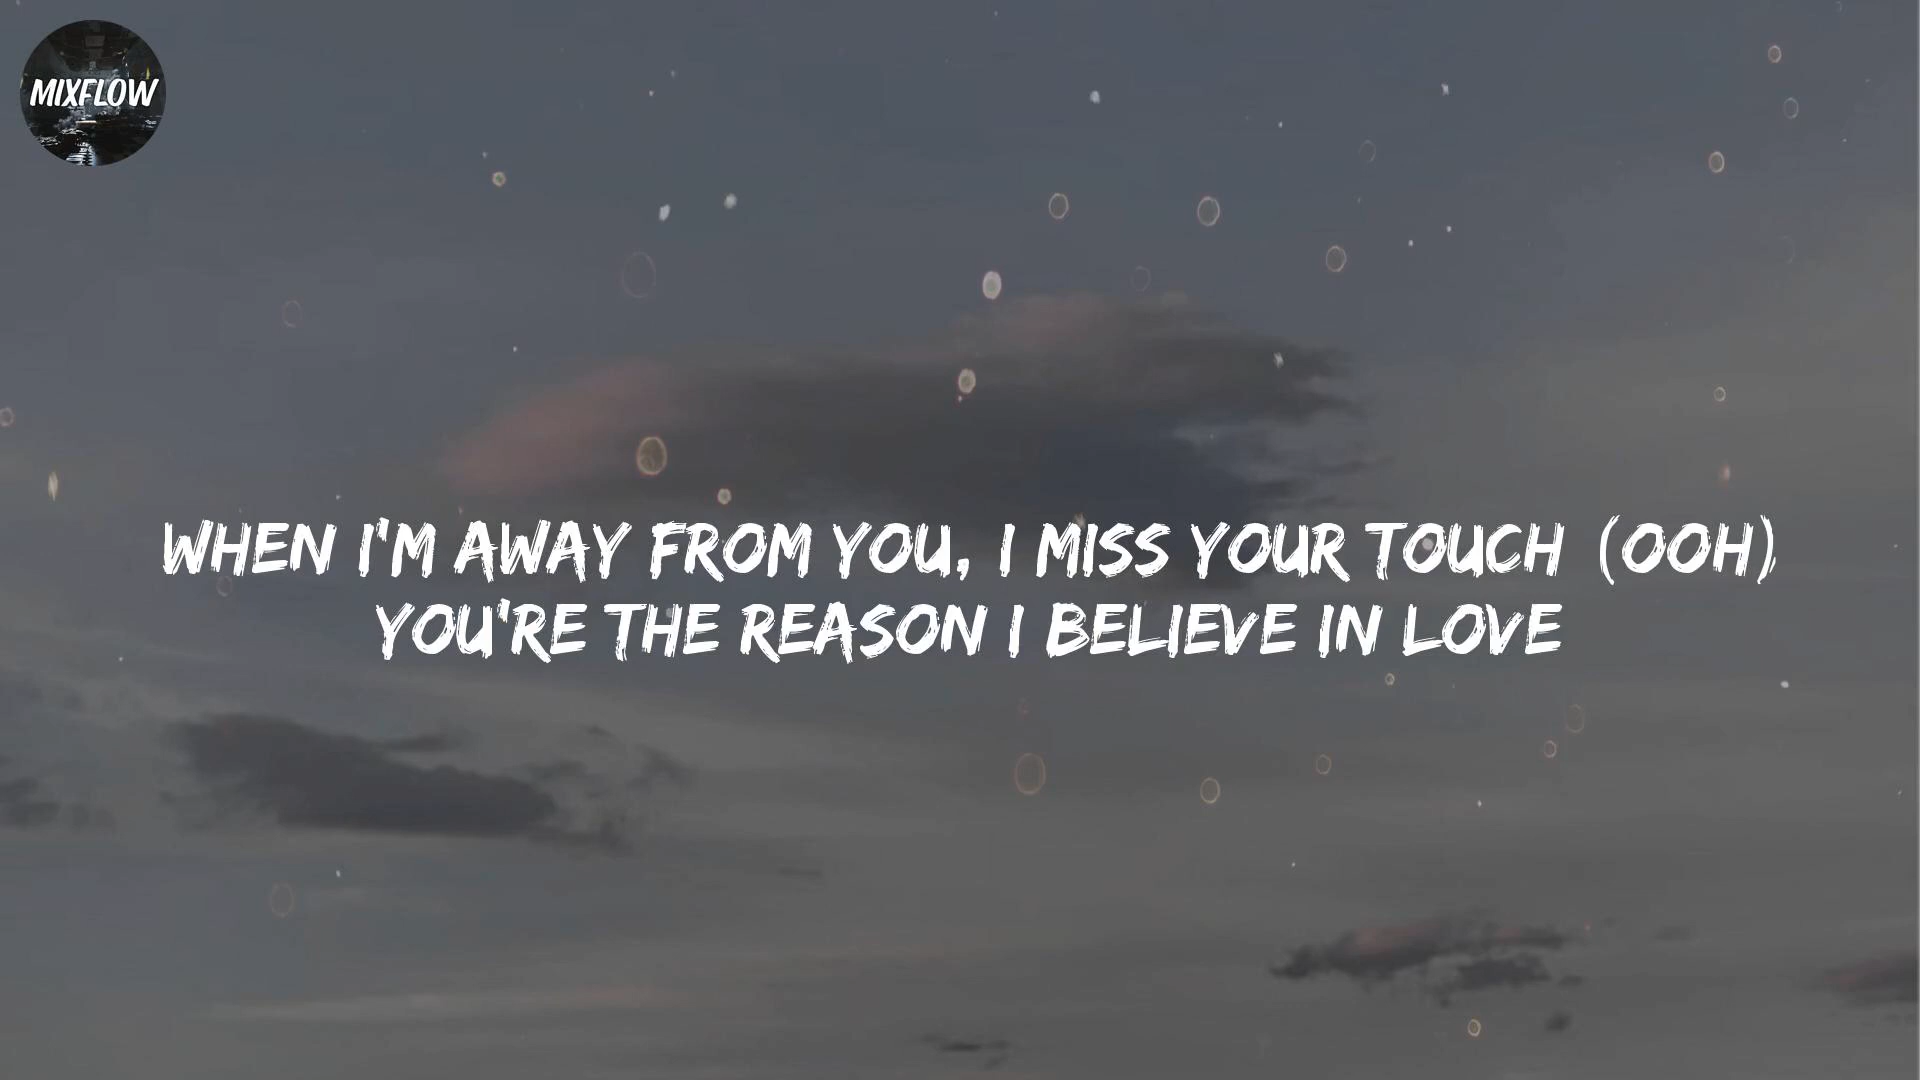 MIXFLOW
WHEN I'M AWAY FROM YOU, I MISS YOUR TOUCH (OOH)
YOU'RE THE REASON I BELIEVE IN LOVE